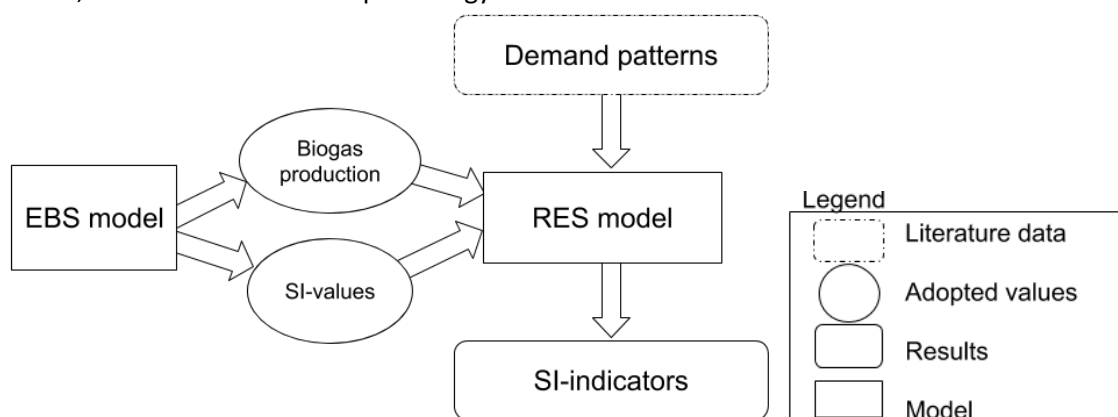 Demand patterns
Biogas
production
EBS model
RES model
SI-values
SI-indicators
Legend
Literature data
Adopted values
Results
Model